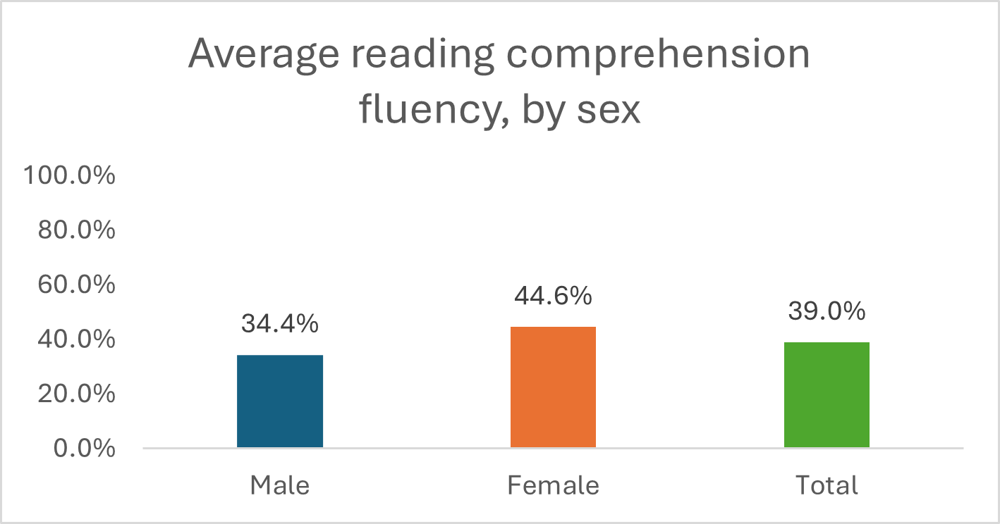 Average reading comprehension
fluency, by sex
100.0%
80.0%
60.0%
40.0%
20.0%
0.0%
34.4%
44.6%
39.0%
Male
Female
Total